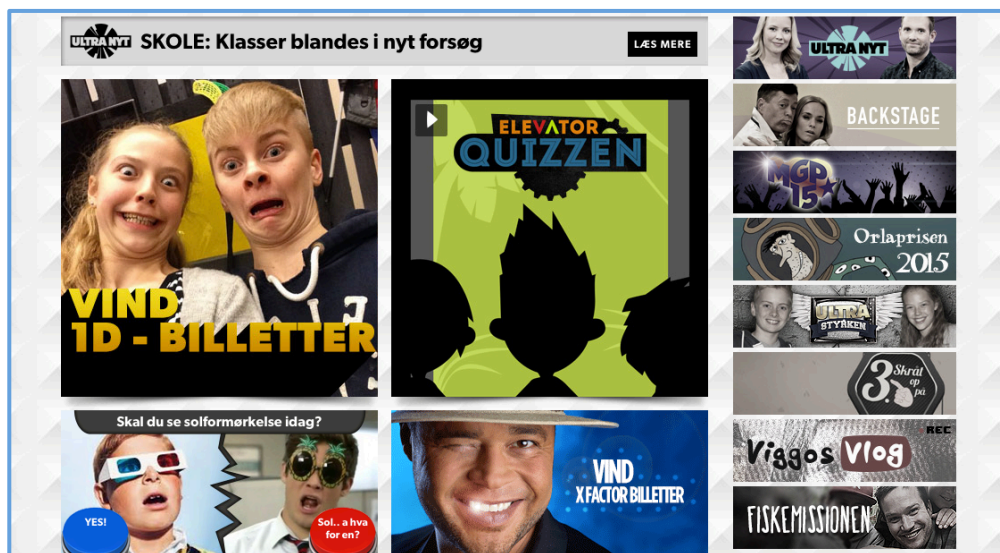 ULTRA NYT
SKOLE: Klasser blandes i nyt forsøg
LÆS MERE
VIND
1D - BILLETTER
ELEVATOR
QUIZZEN
Skal du se solformørkelse idag?
YES!
Sol.. a hva
for en?
VIND
X FACTOR BILLETTER
ULTRA NYT
BACKSTAGE
MGP
15
Orlaprisen
2015
ULTRA
STYRKEN
3.
Skråt
op
på
REC
Viggos Vlog
FISKEMISSIONEN